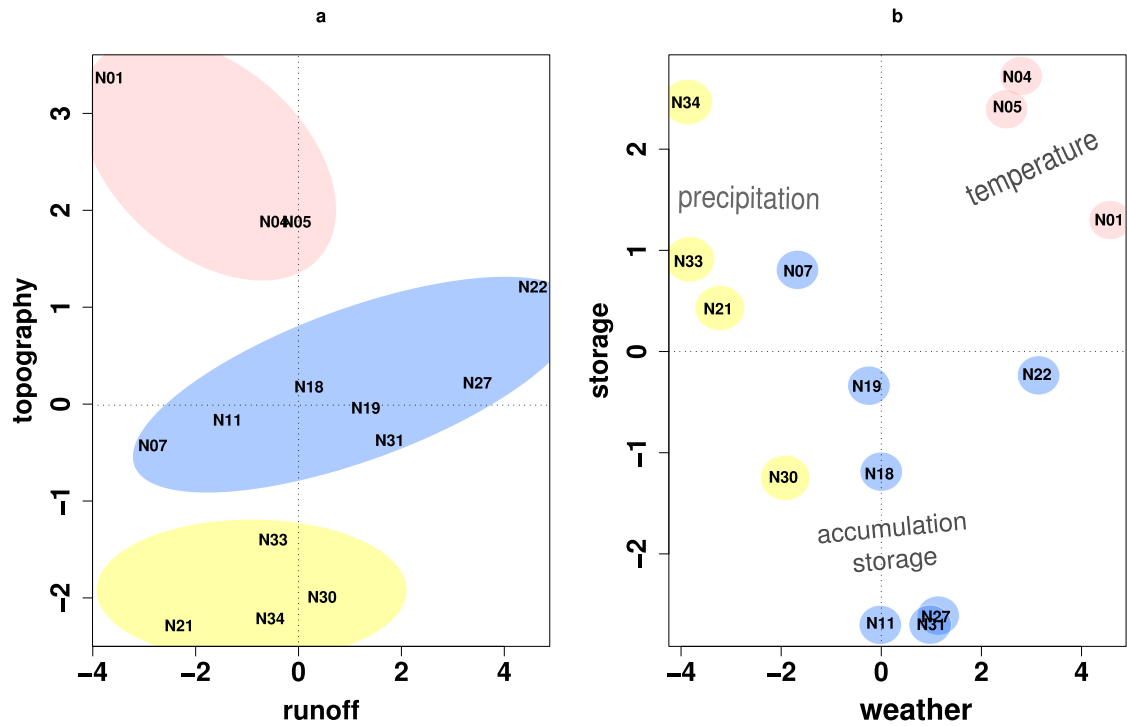 a
N01
N04
N05
N22
N18
N27
N19
N11
N31
N07
N33
N30
N34
N21
3
2
1
0
−1
−2
topography
−4
−2
0
2
4
runoff
b
N04
N34
N05
temperature
precipitation
N01
N33
N07
N21
N22
N19
N30
N18
accumulation
storage
N27
N11
N31
2
1
0
−1
−2
storage
−4
−2
0
2
4
weather